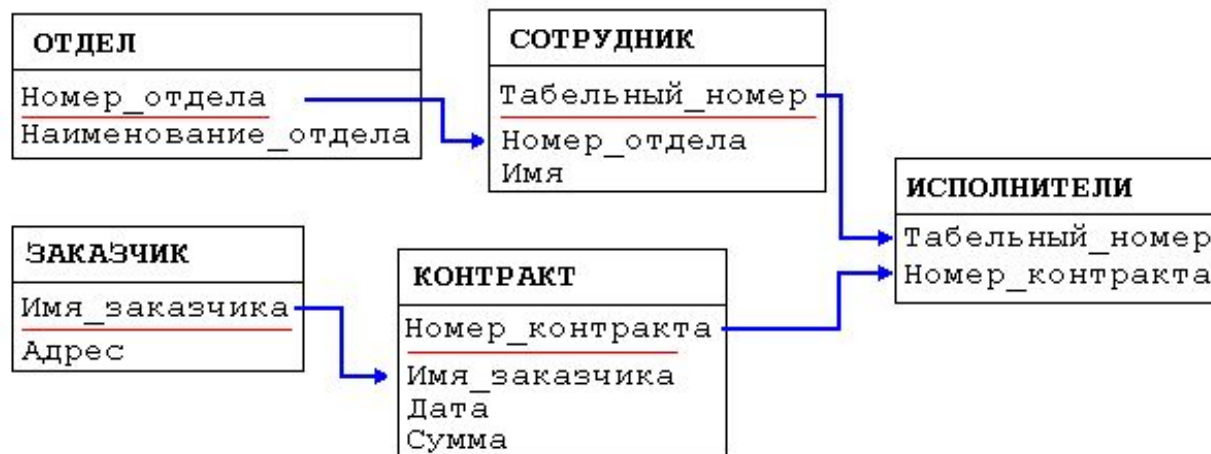 ОТДЕЛ
Номер_отдела
Наименование_отдела
СОТРУДНИК
Табельный_номер
Номер_отдела
Имя
ИСПОЛНИТЕЛИ
Табельный_номер
Номер_контракта
ЗАКАЗЧИК
Имя_заказчика
Адрес
КОНТРАКТ
Номер_контракта
Имя_заказчика
Дата
Сумма